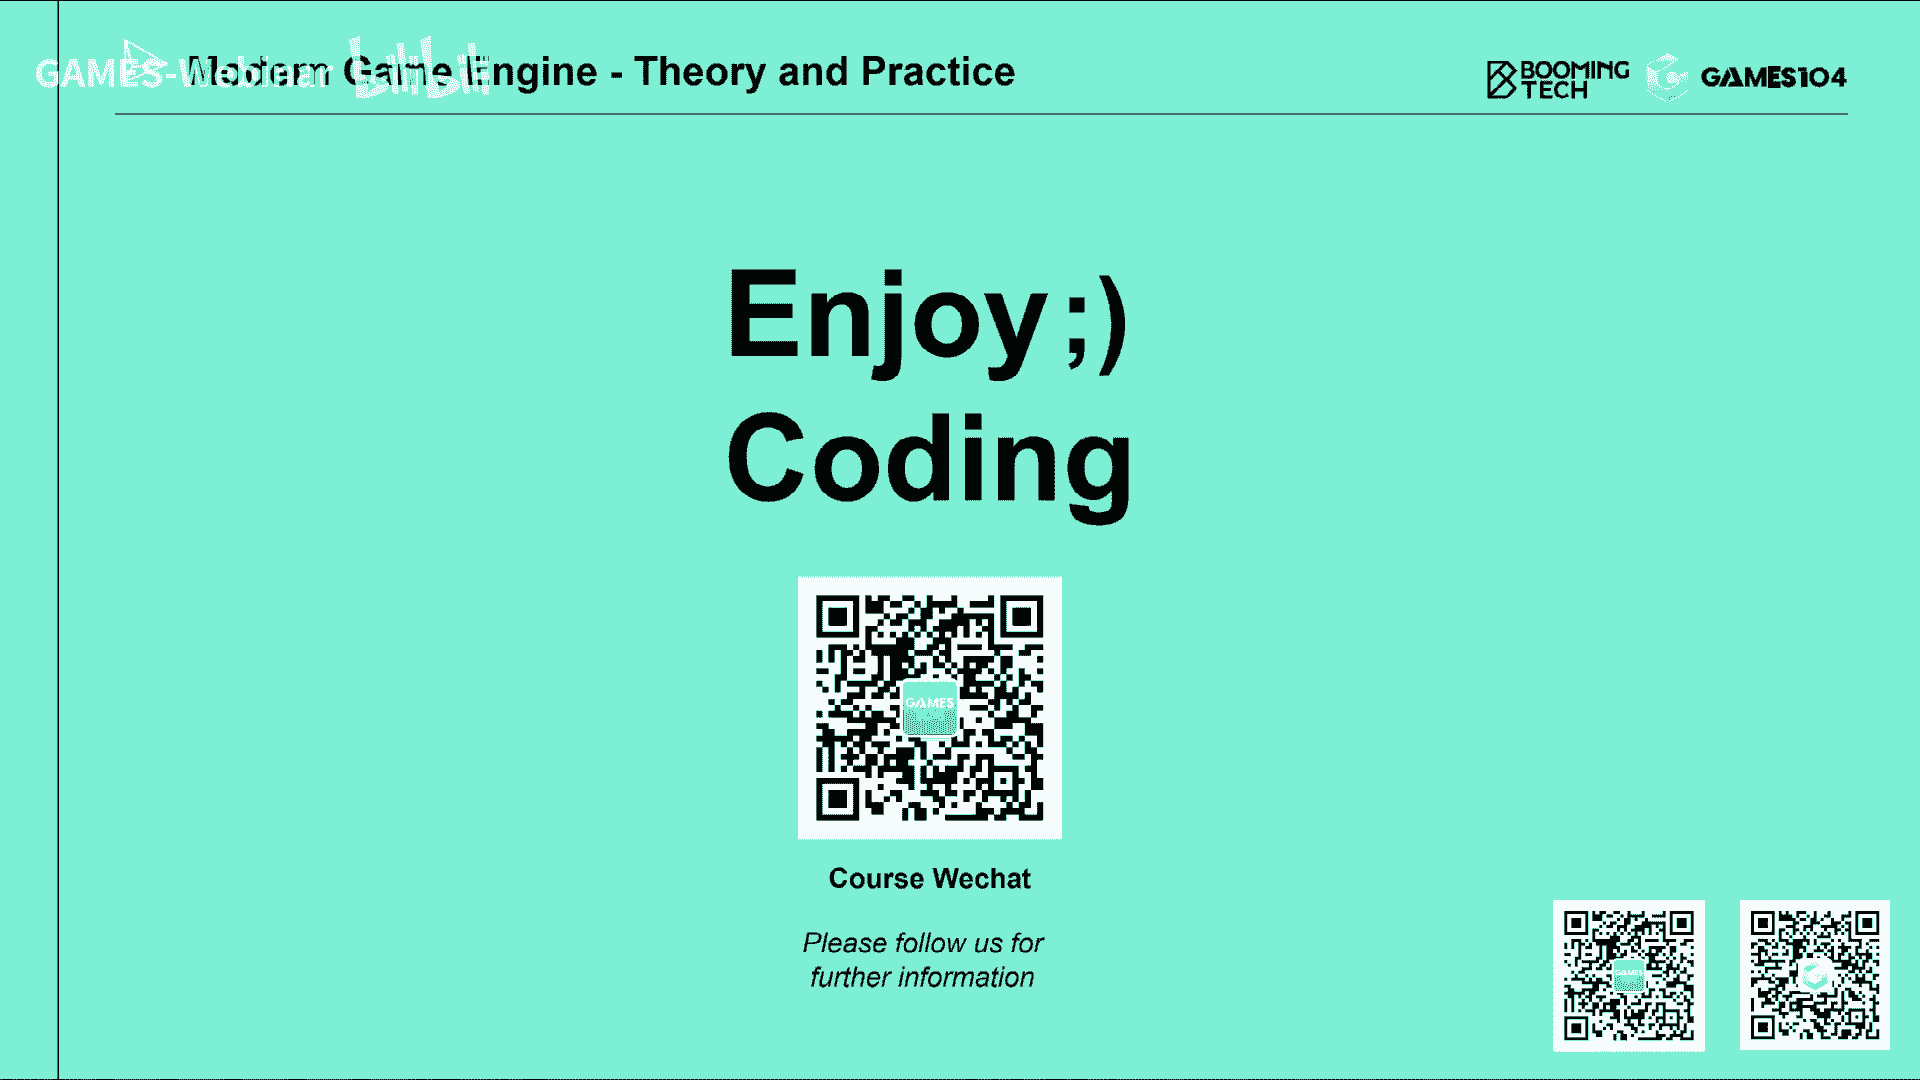 GAMES-Webinar bilibili
Modern Game Engine - Theory and Practice
BOOMING
TECH
GAMES104
Enjoy ;)
Coding
GAMES
Course Wechat
Please follow us for
further information
GAMES